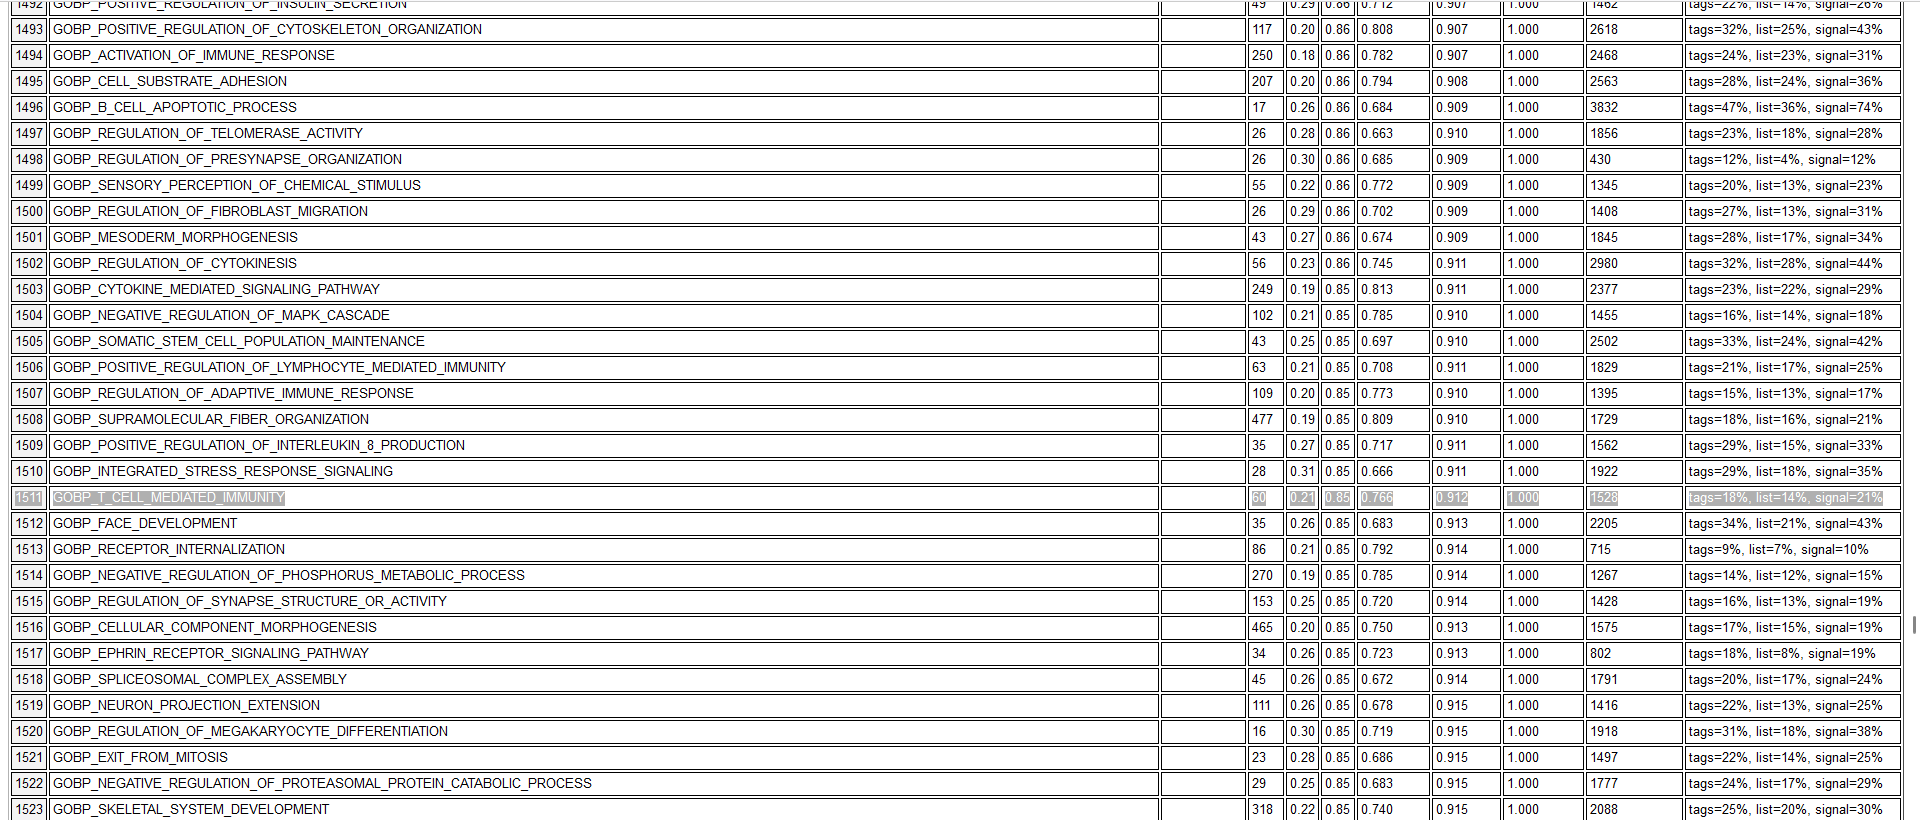 1492 GOBP_POSITIVE_REGULATION_OF_INSULIN_SECRETION 49 0.29 0.86 0.712 0.907 1.000 1462 tags=22%, list=14%, signal=26%
1493 GOBP_POSITIVE_REGULATION_OF_CYTOSKELETON_ORGANIZATION 117 0.20 0.86 0.808 0.907 1.000 2618 tags=32%, list=25%, signal=43%
1494 GOBP_ACTIVATION_OF_IMMUNE_RESPONSE 250 0.18 0.86 0.782 0.907 1.000 2468 tags=24%, list=23%, signal=31%
1495 GOBP_CELL_SUBSTRATE_ADHESION 207 0.20 0.86 0.794 0.908 1.000 2563 tags=28%, list=24%, signal=36%
1496 GOBP_B_CELL_APOPTOTIC_PROCESS 17 0.26 0.86 0.684 0.909 1.000 3832 tags=47%, list=36%, signal=74%
1497 GOBP_REGULATION_OF_TELOMERASE_ACTIVITY 26 0.28 0.86 0.663 0.910 1.000 1856 tags=23%, list=18%, signal=28%
1498 GOBP_REGULATION_OF_PRESYNAPSE_ORGANIZATION 26 0.30 0.86 0.685 0.909 1.000 430 tags=12%, list=4%, signal=12%
1499 GOBP_SENSORY_PERCEPTION_OF_CHEMICAL_STIMULUS 55 0.22 0.86 0.772 0.909 1.000 1345 tags=20%, list=13%, signal=23%
1500 GOBP_REGULATION_OF_FIBROBLAST_MIGRATION 26 0.29 0.86 0.702 0.909 1.000 1408 tags=27%, list=13%, signal=31%
1501 GOBP_MESODERM_MORPHOGENESIS 43 0.27 0.86 0.674 0.909 1.000 1845 tags=28%, list=17%, signal=34%
1502 GOBP_REGULATION_OF_CYTOKINESIS 56 0.23 0.86 0.745 0.911 1.000 2980 tags=32%, list=28%, signal=44%
1503 GOBP_CYTOKINE_MEDIATED_SIGNALING_PATHWAY 249 0.19 0.85 0.813 0.911 1.000 2377 tags=23%, list=22%, signal=29%
1504 GOBP_NEGATIVE_REGULATION_OF_MAPK_CASCADE 102 0.21 0.85 0.785 0.910 1.000 1455 tags=16%, list=14%, signal=18%
1505 GOBP_SOMATIC_STEM_CELL_POPULATION_MAINTENANCE 43 0.25 0.85 0.697 0.910 1.000 2502 tags=33%, list=24%, signal=42%
1506 GOBP_POSITIVE_REGULATION_OF_LYMPHOCYTE_MEDIATED_IMMUNITY 63 0.21 0.85 0.708 0.911 1.000 1829 tags=21%, list=17%, signal=25%
1507 GOBP_REGULATION_OF_ADAPTIVE_IMMUNE_RESPONSE 109 0.20 0.85 0.773 0.910 1.000 1395 tags=15%, list=13%, signal=17%
1508 GOBP_SUPRAMOLECULAR_FIBER_ORGANIZATION 477 0.19 0.85 0.809 0.910 1.000 1729 tags=18%, list=16%, signal=21%
1509 GOBP_POSITIVE_REGULATION_OF_INTERLEUKIN_8_PRODUCTION 35 0.27 0.85 0.717 0.911 1.000 1562 tags=29%, list=15%, signal=33%
1510 GOBP_INTEGRATED_STRESS_RESPONSE_SIGNALING 28 0.31 0.85 0.666 0.911 1.000 1922 tags=29%, list=18%, signal=35%
1511 GOBP_T_CELL_MEDIATED_IMMUNITY 60 0.21 0.85 0.766 0.912 1.000 1528 tags=18%, list=14%, signal=21%
1512 GOBP_FACE_DEVELOPMENT 35 0.26 0.85 0.683 0.913 1.000 2205 tags=34%, list=21%, signal=43%
1513 GOBP_RECEPTOR_INTERNALIZATION 86 0.21 0.85 0.792 0.914 1.000 715 tags=9%, list=7%, signal=10%
1514 GOBP_NEGATIVE_REGULATION_OF_PHOSPHORUS_METABOLIC_PROCESS 270 0.19 0.85 0.785 0.914 1.000 1267 tags=14%, list=12%, signal=15%
1515 GOBP_REGULATION_OF_SYNAPSE_STRUCTURE_OR_ACTIVITY 153 0.25 0.85 0.720 0.914 1.000 1428 tags=16%, list=13%, signal=19%
1516 GOBP_CELLULAR_COMPONENT_MORPHOGENESIS 465 0.20 0.85 0.750 0.913 1.000 1575 tags=17%, list=15%, signal=19%
1517 GOBP_EPHRIN_RECEPTOR_SIGNALING_PATHWAY 34 0.26 0.85 0.723 0.913 1.000 802 tags=18%, list=8%, signal=19%
1518 GOBP_SPLICEOSOMAL_COMPLEX_ASSEMBLY 45 0.26 0.85 0.672 0.914 1.000 1791 tags=20%, list=17%, signal=24%
1519 GOBP_NEURON_PROJECTION_EXTENSION 111 0.26 0.85 0.678 0.915 1.000 1416 tags=22%, list=13%, signal=25%
1520 GOBP_REGULATION_OF_MEGAKARYOCYTE_DIFFERENTIATION 16 0.30 0.85 0.719 0.915 1.000 1918 tags=31%, list=18%, signal=38%
1521 GOBP_EXIT_FROM_MITOSIS 23 0.28 0.85 0.686 0.915 1.000 1497 tags=22%, list=14%, signal=25%
1522 GOBP_NEGATIVE_REGULATION_OF_PROTEASOMAL_PROTEIN_CATABOLIC_PROCESS 29 0.25 0.85 0.683 0.915 1.000 1777 tags=24%, list=17%, signal=29%
1523 GOBP_SKELETAL_SYSTEM_DEVELOPMENT 318 0.22 0.85 0.740 0.915 1.000 2088 tags=25%, list=20%, signal=30%